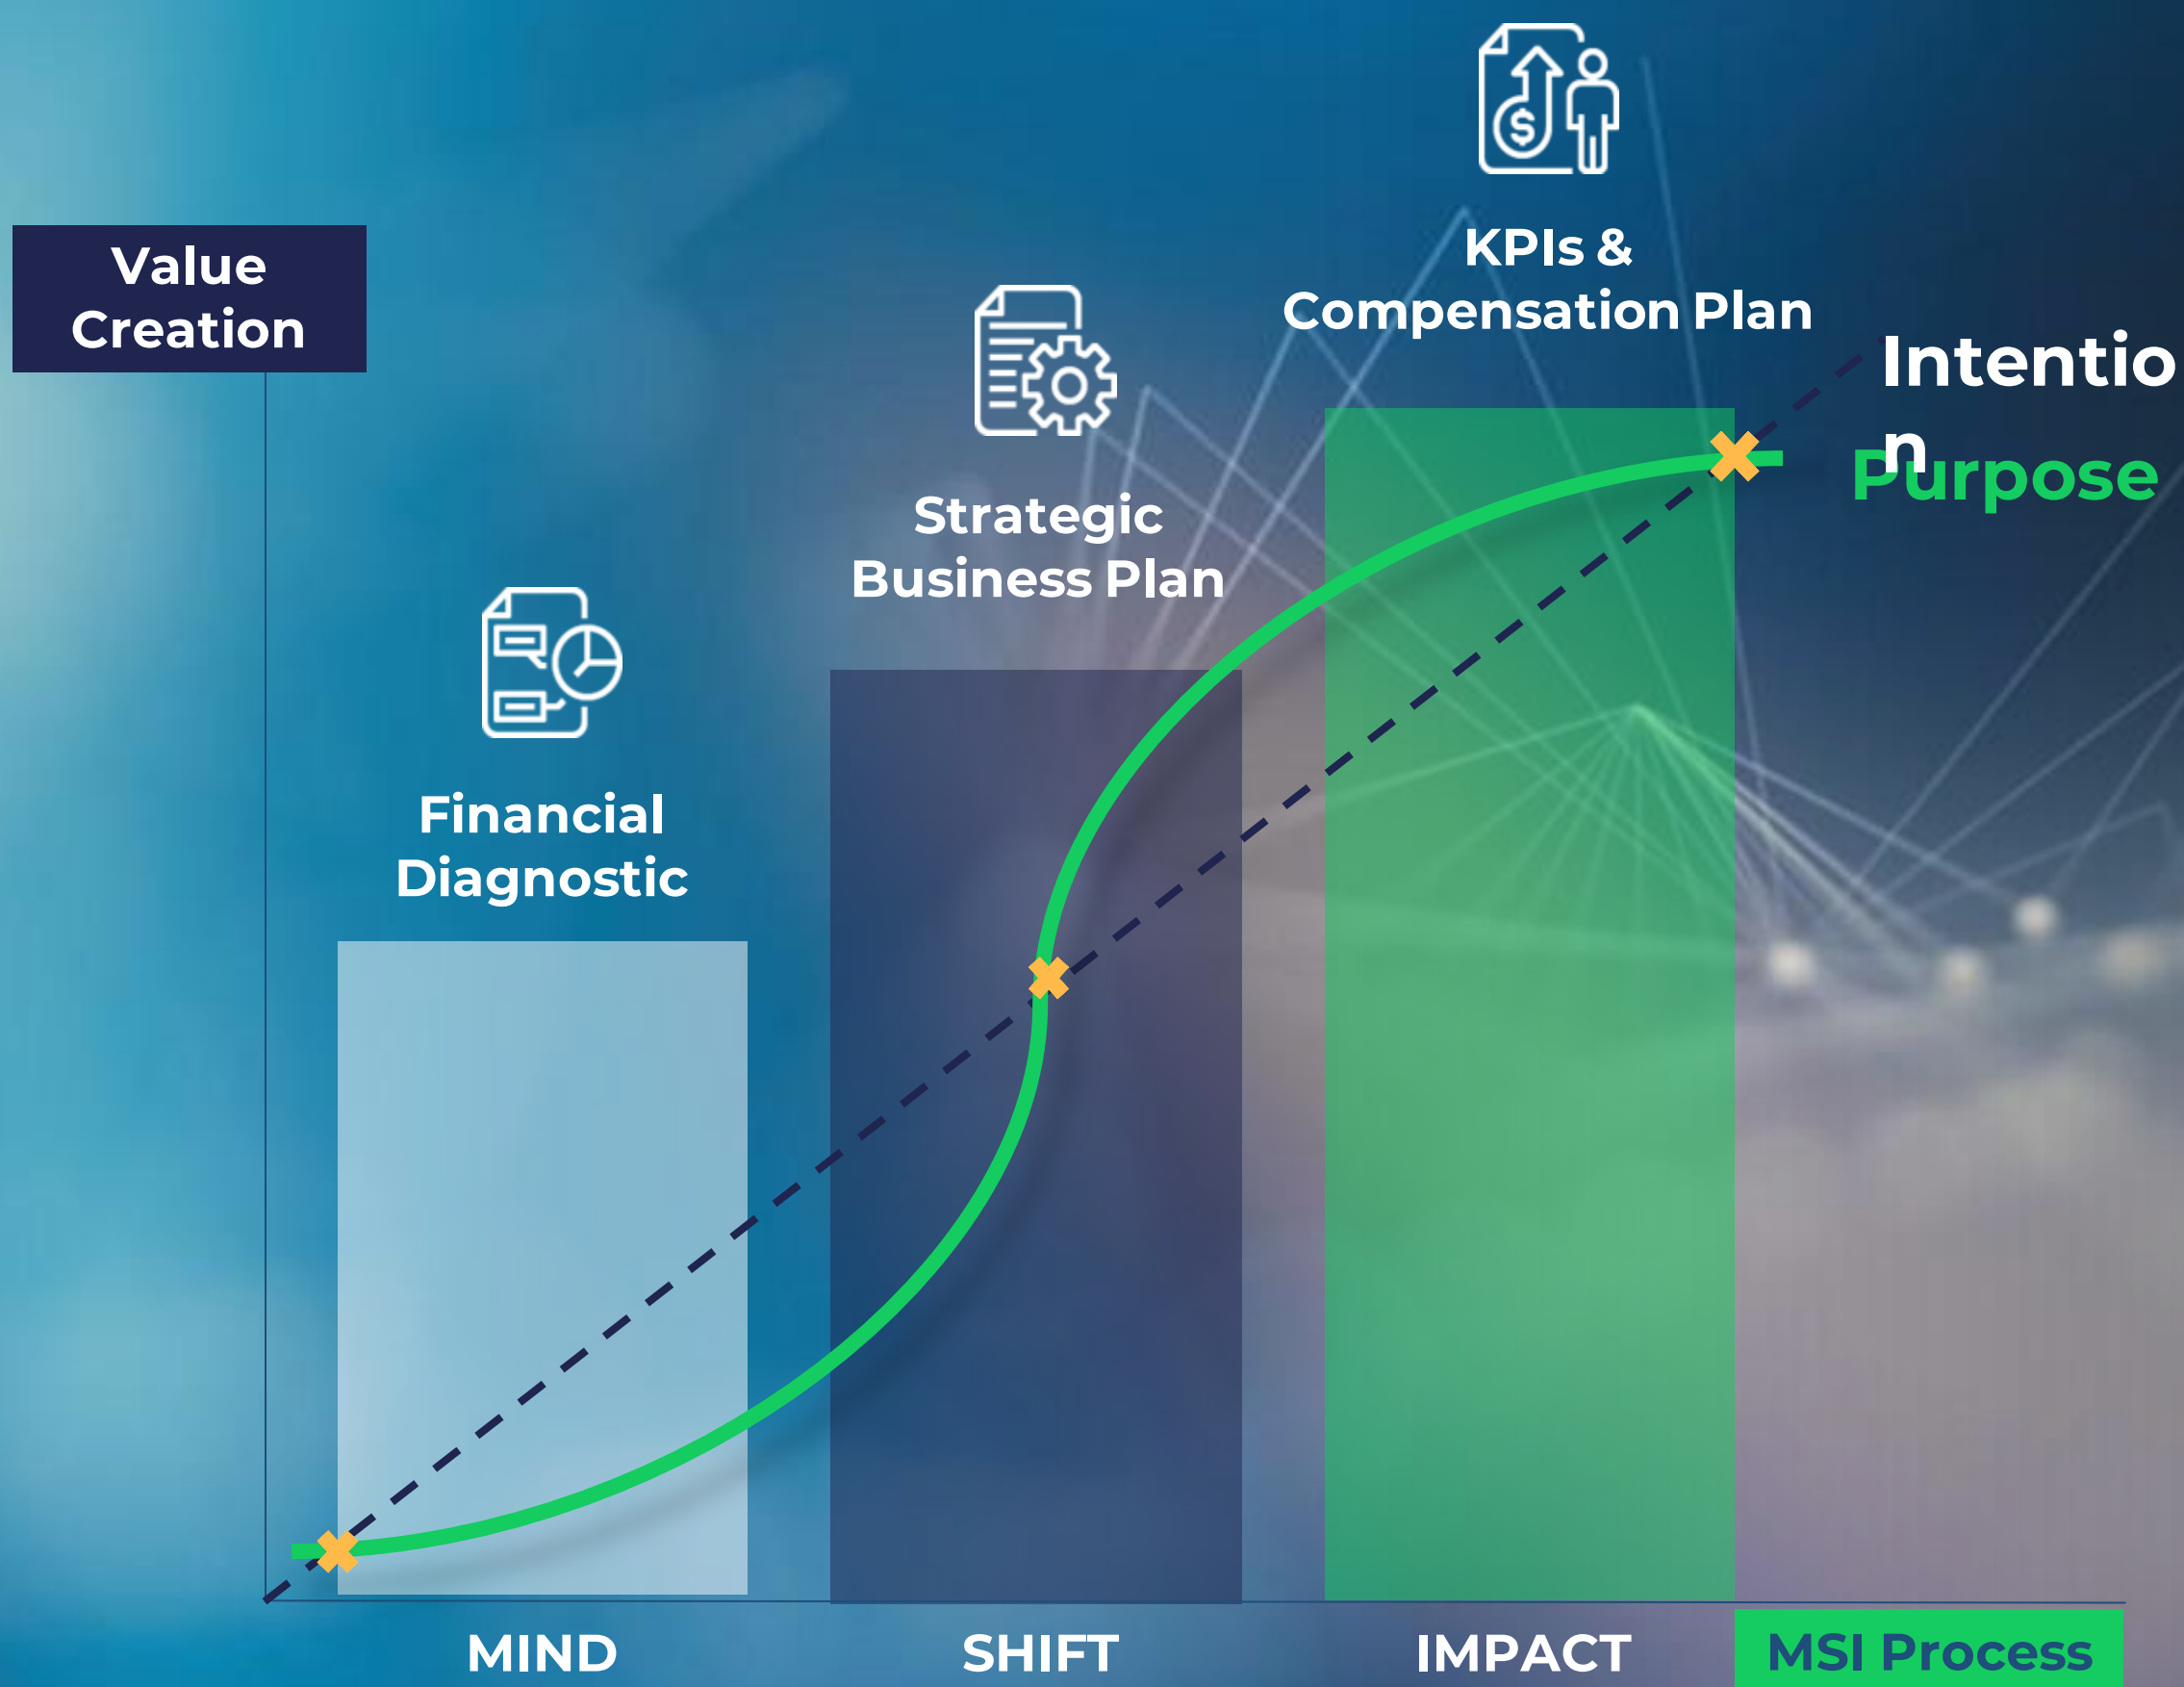 Value
Creation
KPIs &
Compensation Plan
Intentio
n
Purpose
Strategic
Business Plan
Financial
Diagnostic
MIND
SHIFT
IMPACT
MSI Process